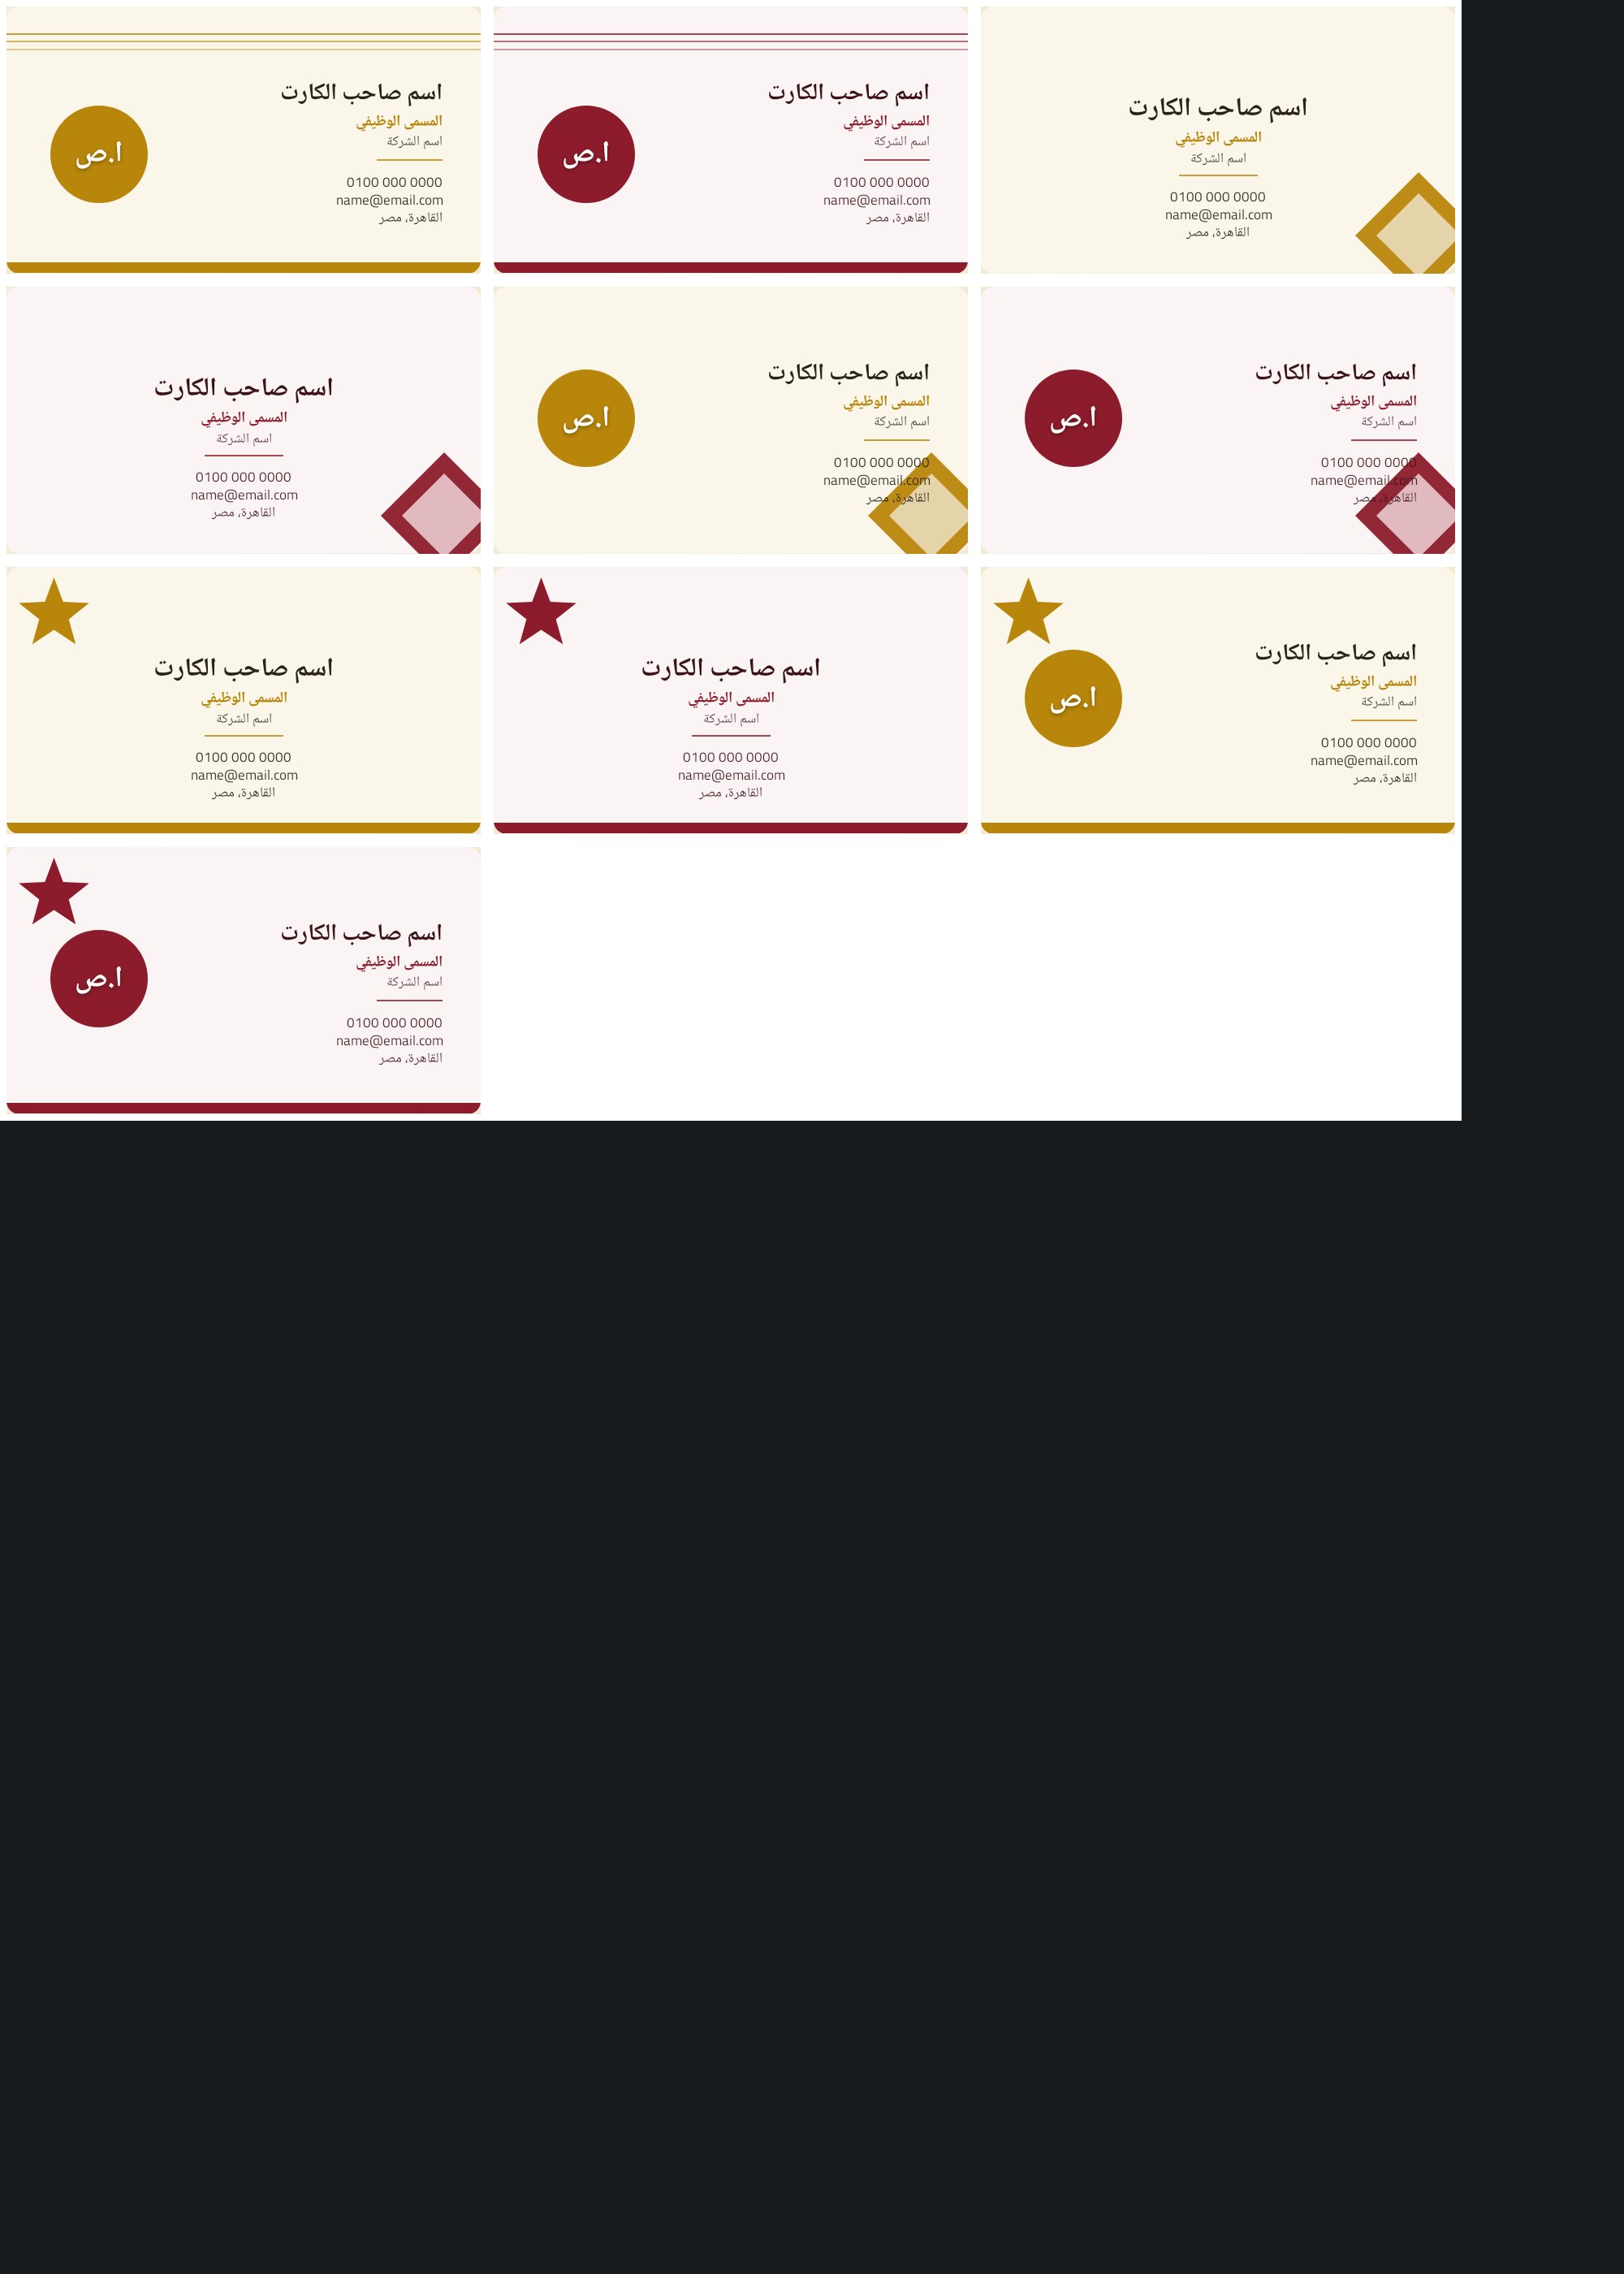 اسم صاحب الكارت
المسمى الوظيفي
اسم الشركة
ا.ص
0100 000 0000
name@email.com
القاهرة، مصر
اسم صاحب الكارت
المسمى الوظيفي
اسم الشركة
ا.ص
0100 000 0000
name@email.com
القاهرة، مصر
اسم صاحب الكارت
المسمى الوظيفي
اسم الشركة
0100 000 0000
name@email.com
القاهرة، مصر
اسم صاحب الكارت
المسمى الوظيفي
اسم الشركة
0100 000 0000
name@email.com
القاهرة، مصر
اسم صاحب الكارت
المسمى الوظيفي
اسم الشركة
ا.ص
0100 000 0000
name@email.com
القاهرة، مصر
اسم صاحب الكارت
المسمى الوظيفي
اسم الشركة
ا.ص
0100 000 0000
name@email.com
القاهرة، مصر
اسم صاحب الكارت
المسمى الوظيفي
اسم الشركة
0100 000 0000
name@email.com
القاهرة، مصر
اسم صاحب الكارت
المسمى الوظيفي
اسم الشركة
0100 000 0000
name@email.com
القاهرة، مصر
اسم صاحب الكارت
المسمى الوظيفي
اسم الشركة
ا.ص
0100 000 0000
name@email.com
القاهرة، مصر
اسم صاحب الكارت
المسمى الوظيفي
اسم الشركة
ا.ص
0100 000 0000
name@email.com
القاهرة، مصر